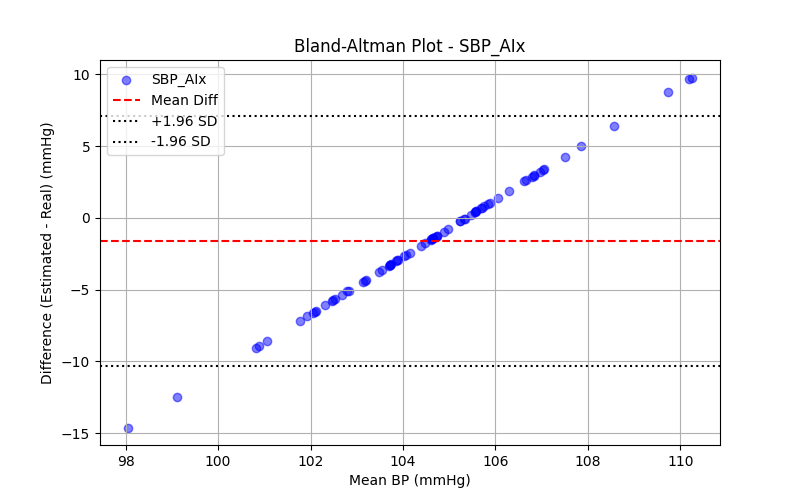 Bland-Altman Plot - SBP_AIx
SBP_AIx
Mean Diff
+1.96 SD
-1.96 SD
Difference (Estimated - Real) (mmHg)
10
5
0
−5
−10
−15
98
100
102
104
106
108
110
Mean BP (mmHg)